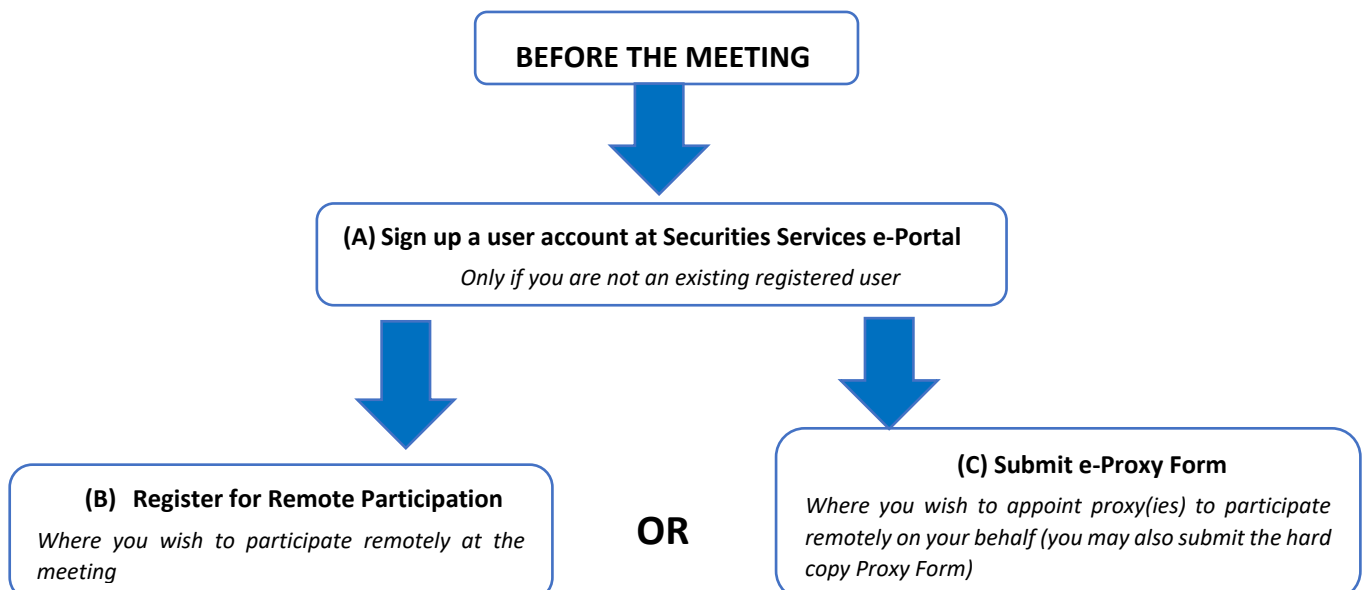 BEFORE THE MEETING
(A) Sign up a user account at Securities Services e-Portal
Only if you are not an existing registered user
(B) Register for Remote Participation
Where you wish to participate remotely at the
meeting
OR
(C) Submit e-Proxy Form
Where you wish to appoint proxy(ies) to participate
remotely on your behalf (you may also submit the hard
copy Proxy Form)